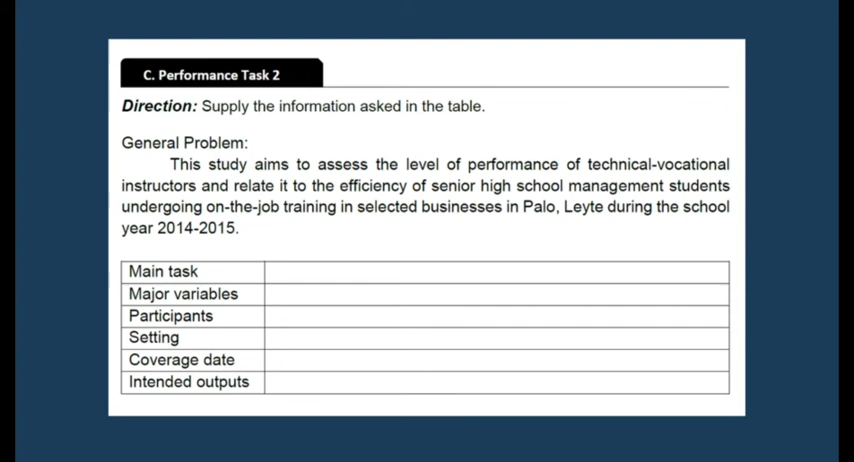 C. Performance Task 2
Direction: Supply the information asked in the table.
General Problem:
This study aims to assess the level of performance of technical-vocational
instructors and relate it to the efficiency of senior high school management students
undergoing on-the-job training in selected businesses in Palo, Leyte during the school
year 2014-2015.
Main task
Major variables
Participants
Setting
Coverage date
Intended outputs